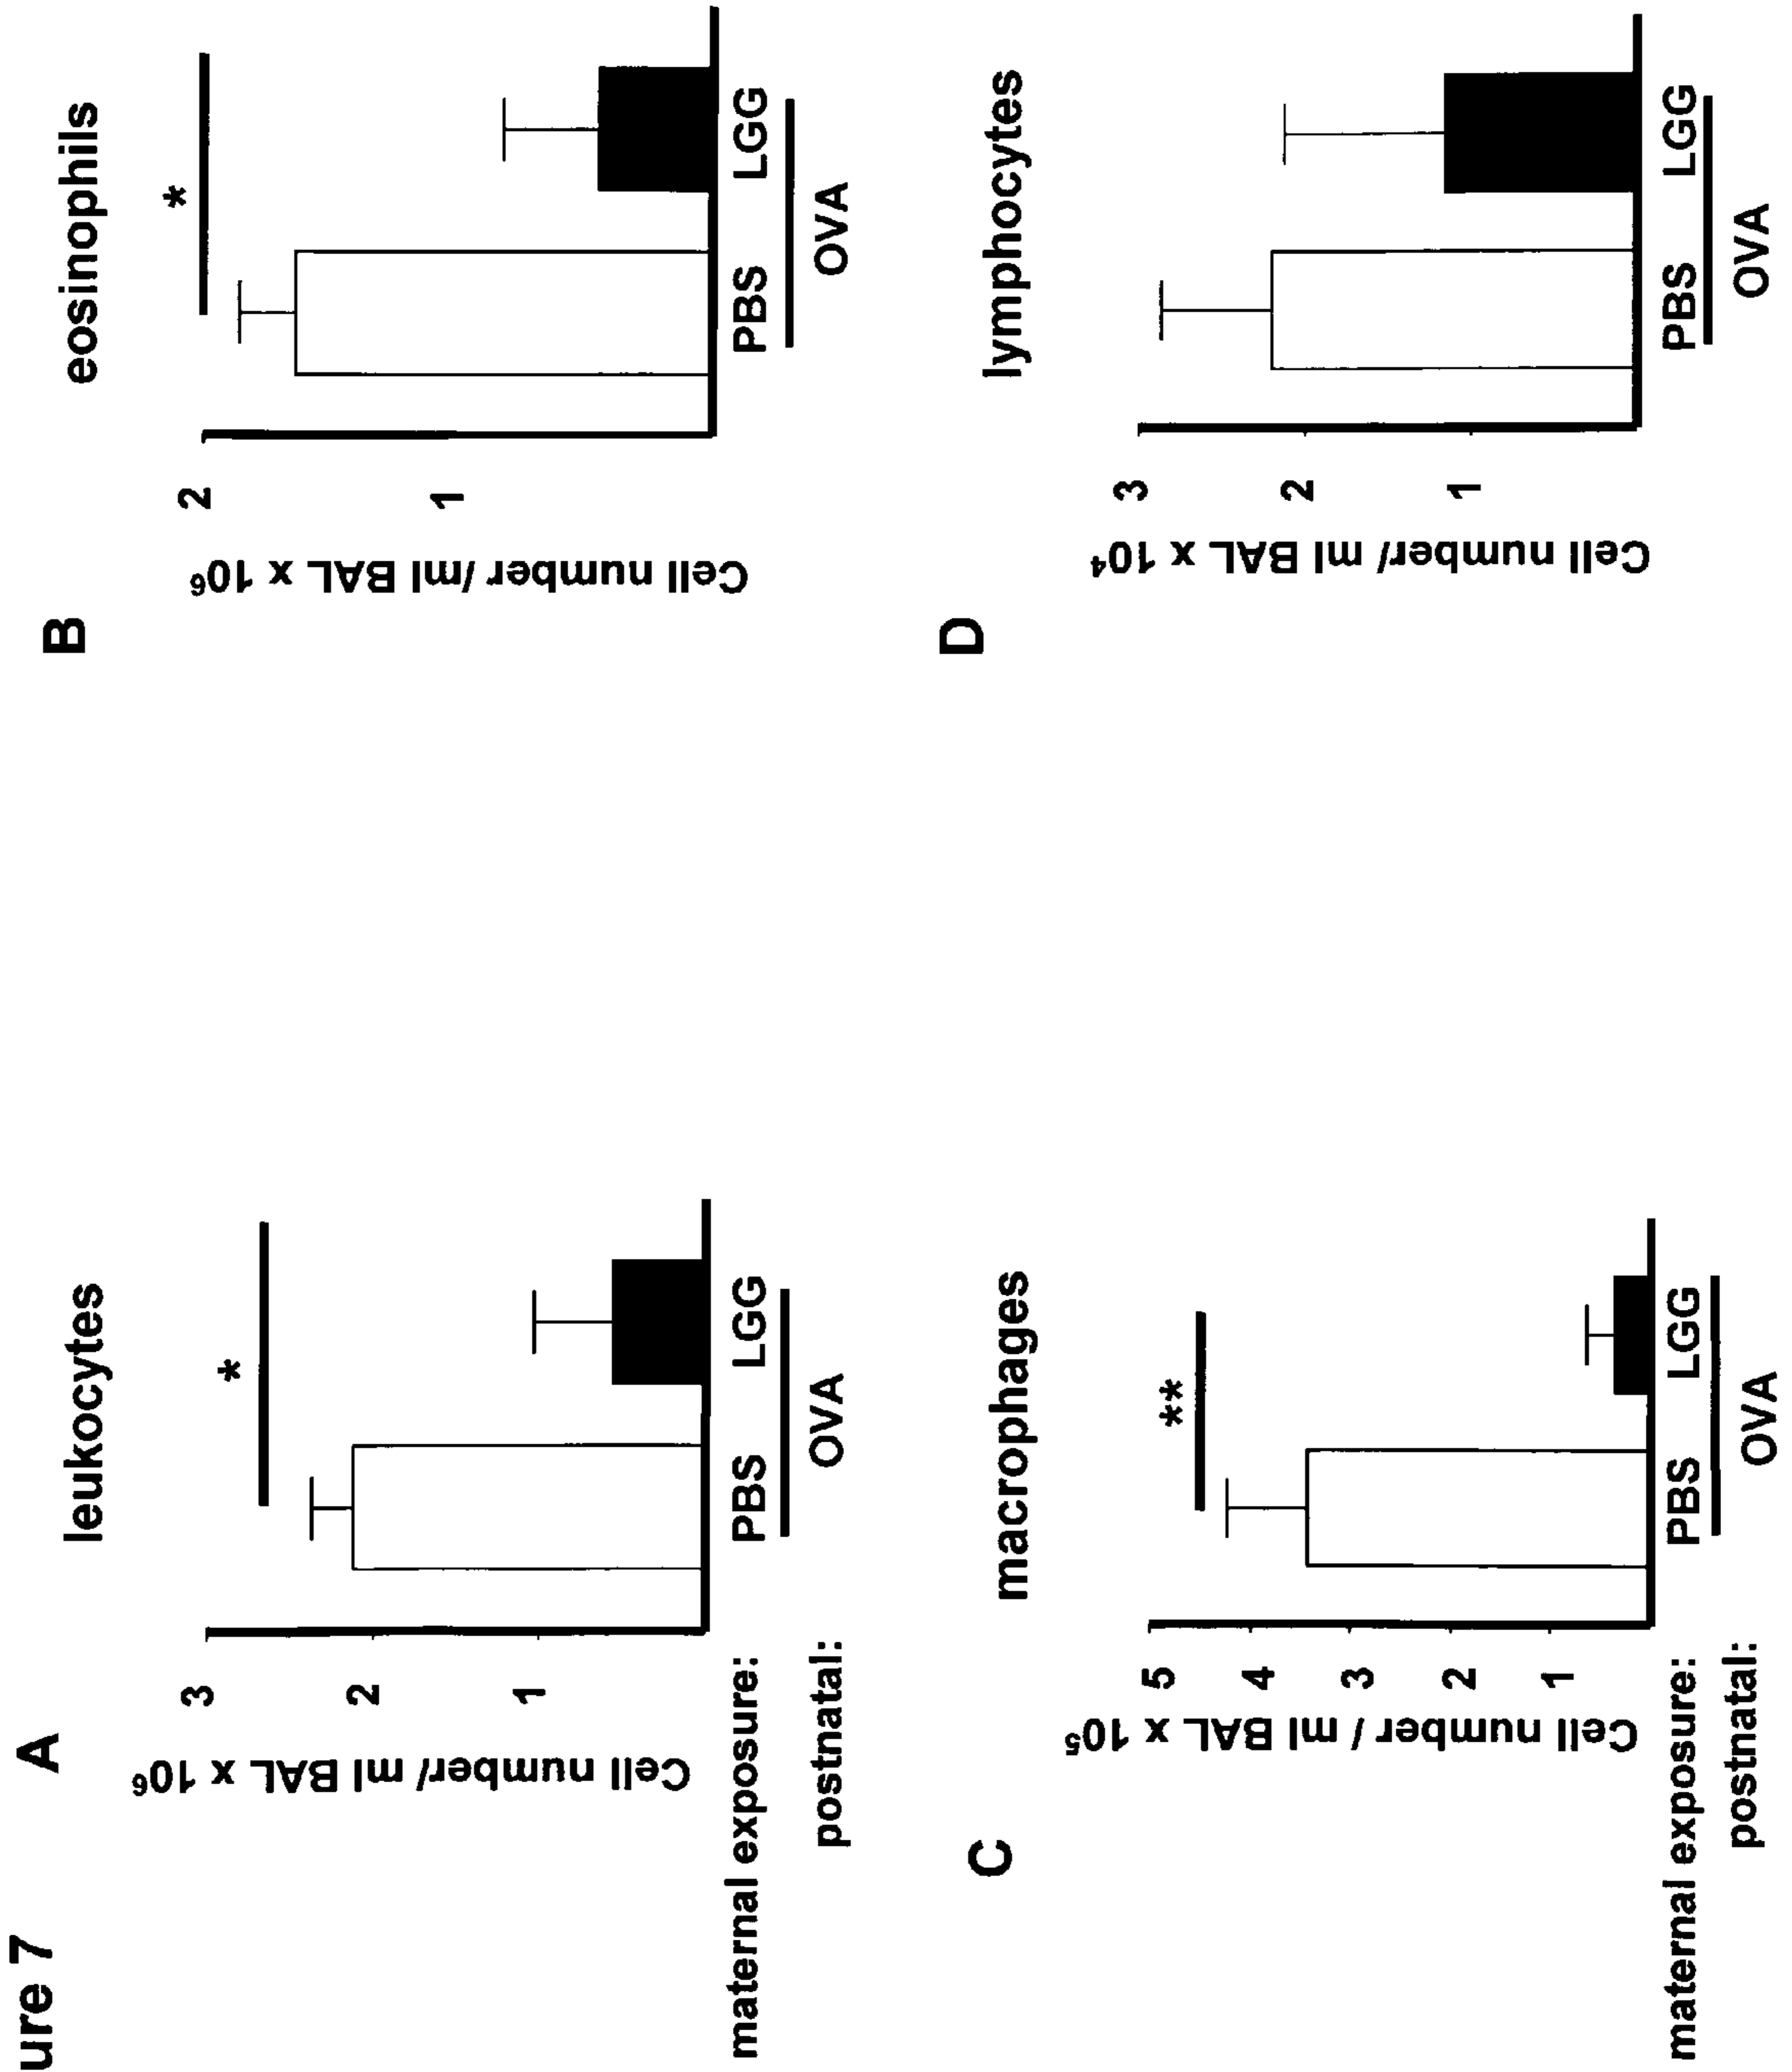 ure 7
A
leukocytes
*
Cell number/ ml BAL x 10⁶
3
2
1
maternal exposure:
PBS LGG
postnatal:
OVA
B
eosinophils
*
Cell number/ ml BAL x 10⁶
2
1
PBS LGG
OVA
C
macrophages
**
Cell number / ml BAL x 10⁵
5
4
3
2
1
maternal exposure:
PBS LGG
postnatal:
OVA
D
lymphocytes
Cell number/ ml BAL x 10⁴
3
2
1
PBS LGG
OVA